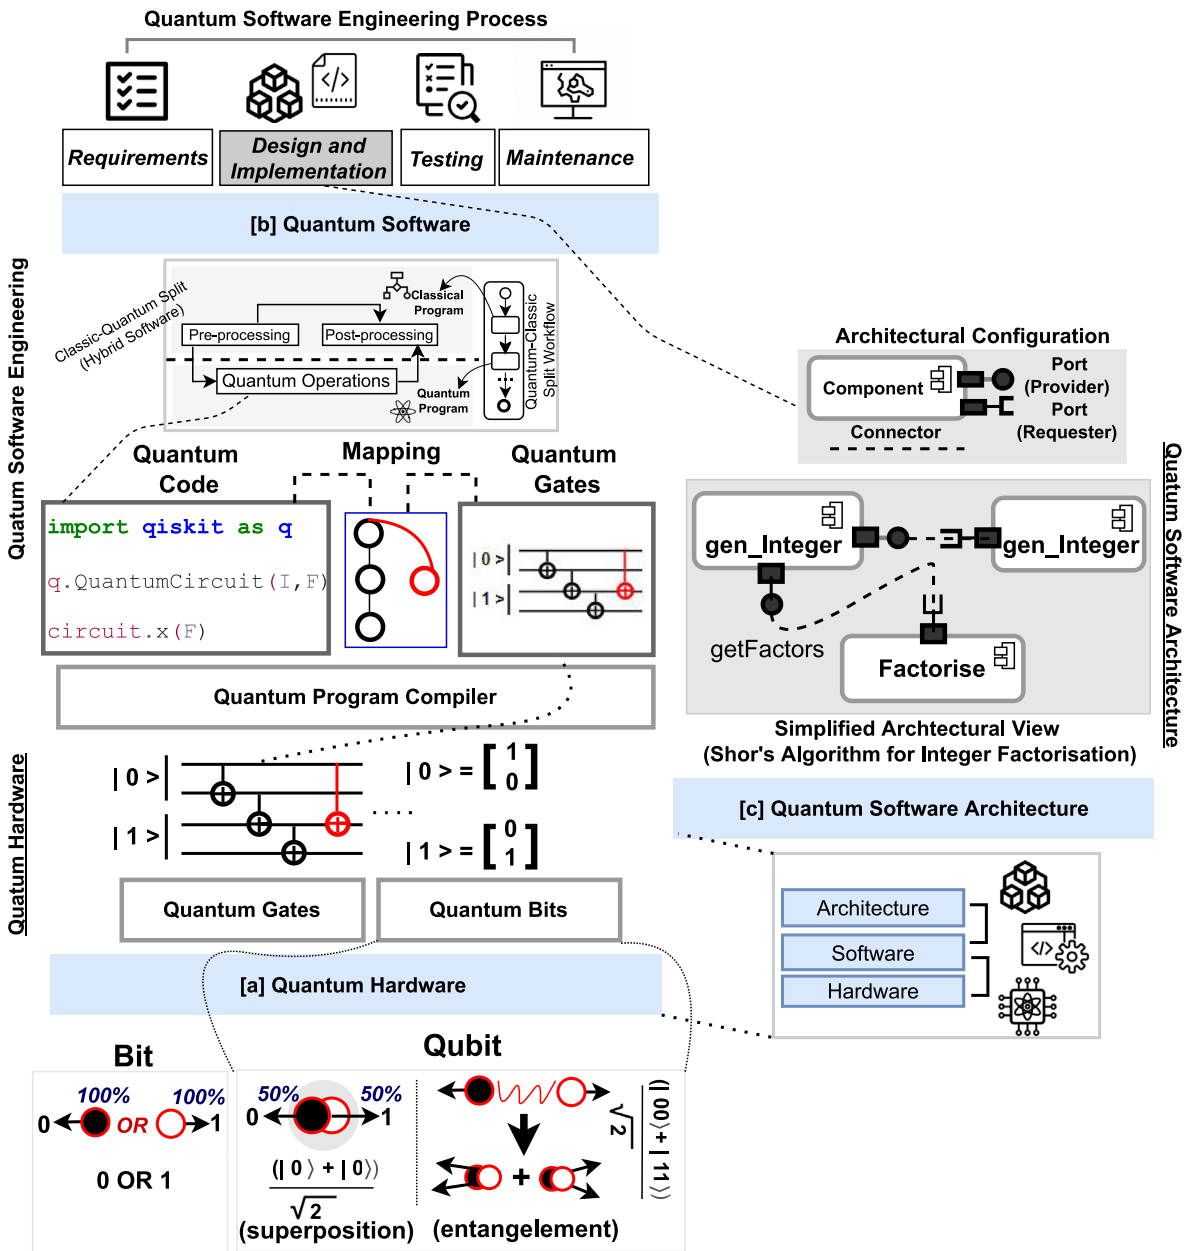 Quantum Software Engineering Process
Requirements
Design and
Implementation
Testing
Maintenance
[b] Quantum Software
Quatum Software Engineering
Classic-Quantum Split
(Hybrid Software)
Classical
Program
Pre-processing
Post-processing
Quantum Operations
Quantum
Program
Quantum-Classic
Split Workflow
Quantum
Code
Mapping
Quantum
Gates
import qiskit as q
q.QuantumCircuit(I,F)
circuit.x(F)
| 0 >|
| 1 >|
Quantum Program Compiler
Architectural Configuration
Component
Port
(Provider)
Port
(Requester)
Connector
gen_Integer
gen_Integer
getFactors
Factorise
Simplified Archtectural View
(Shor's Algorithm for Integer Factorisation)
Quatum Software Architecture
[c] Quantum Software Architecture
Quatum Hardware
| 0 >|
| 1 >|
| 0 > = [ 1 0 ]
| 1 > = [ 0 1 ]
Quantum Gates
Quantum Bits
[a] Quantum Hardware
Architecture
Software
Hardware
Bit
100%
100%
0
OR
1
0 OR 1
Qubit
50%
50%
0
1
(| 0 ⟩ + | 0⟩)
√2
(superposition)
(| 00⟩+ | 11 ⟩)
√2
+
(entangelement)